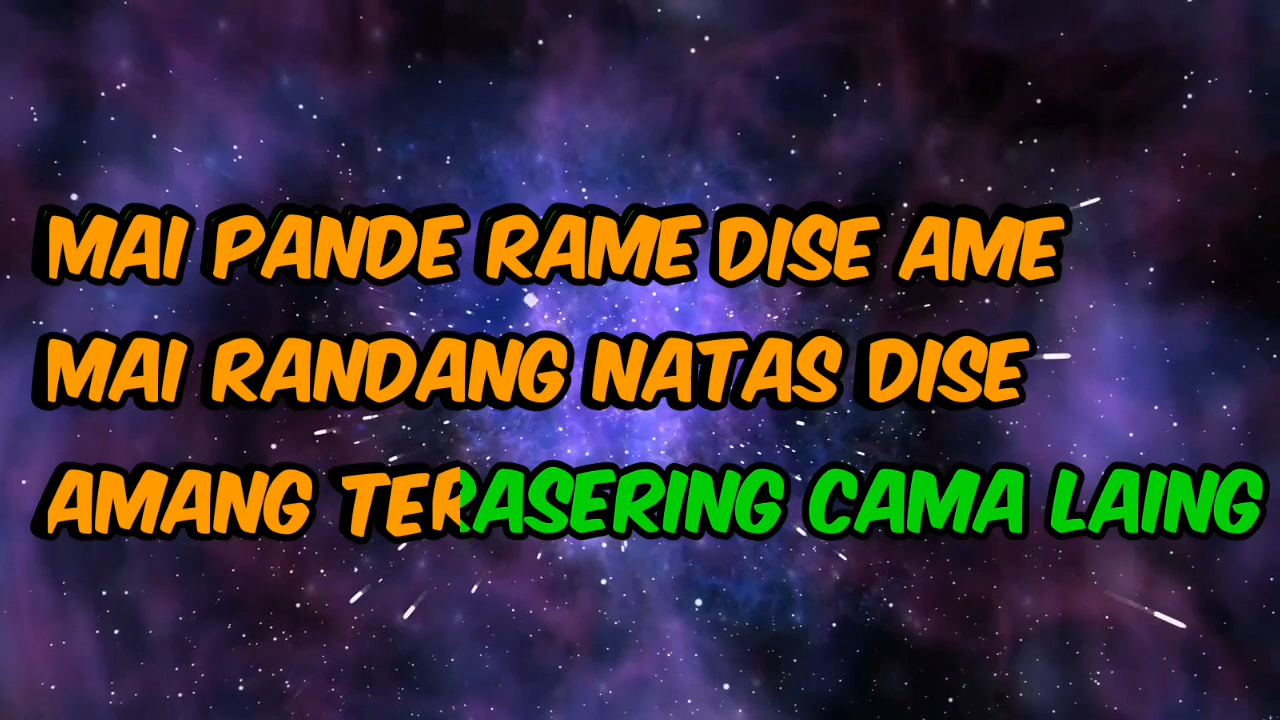 MAI PANDE RAME DISE AME
MAI RANDANG NATAS DISE
AMANG TERASERING CAMA LAING